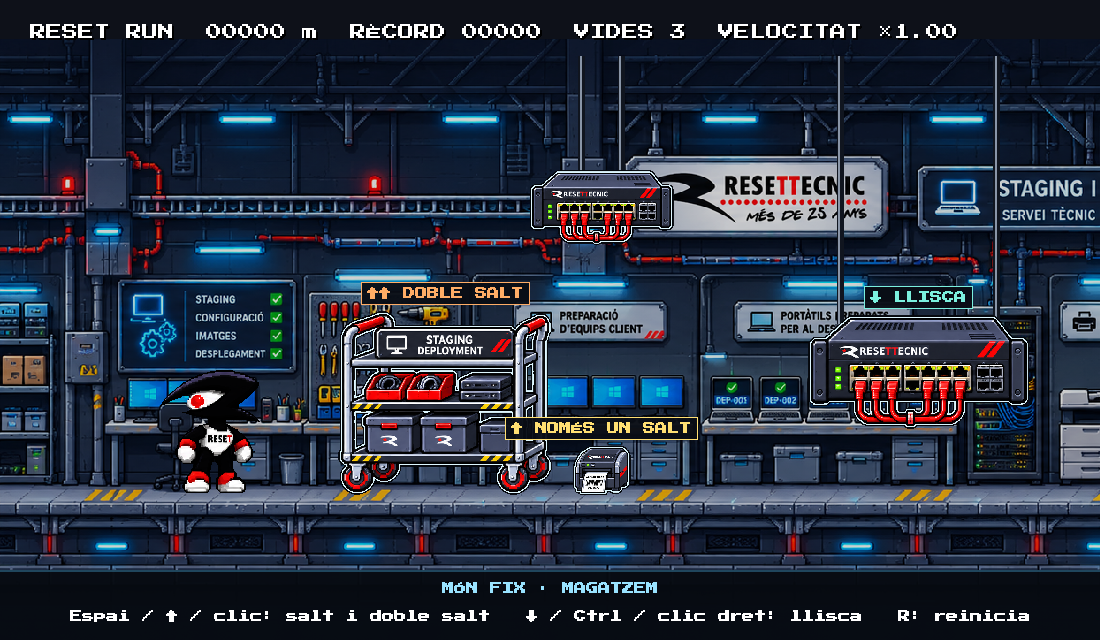 RESET RUN 00000 m RèCORD 00000 VIDES 3 VELOCITAT ×1.00
RESETTECNIC
MÉS DE 25 ANYS
STAGING I
SERVEI TÈCNIC
RESETTECNIC
↑↑ DOBLE SALT
↓ LLISCA
STAGING
CONFIGURACIÓ
IMATGES
DESPLEGAMENT
PREPARACIÓ
D'EQUIPS CLIENT
PORTÀTILS PREPARATS
PER AL
STAGING
DEPLOYMENT
RESETTECNIC
DEP-001
DEP-002
↑ NOMéS UN SALT
RESET
MóN FIX · MAGATZEM
Espai / ↑ / clic: salt i doble salt ↓ / Ctrl / clic dret: llisca R: reinicia